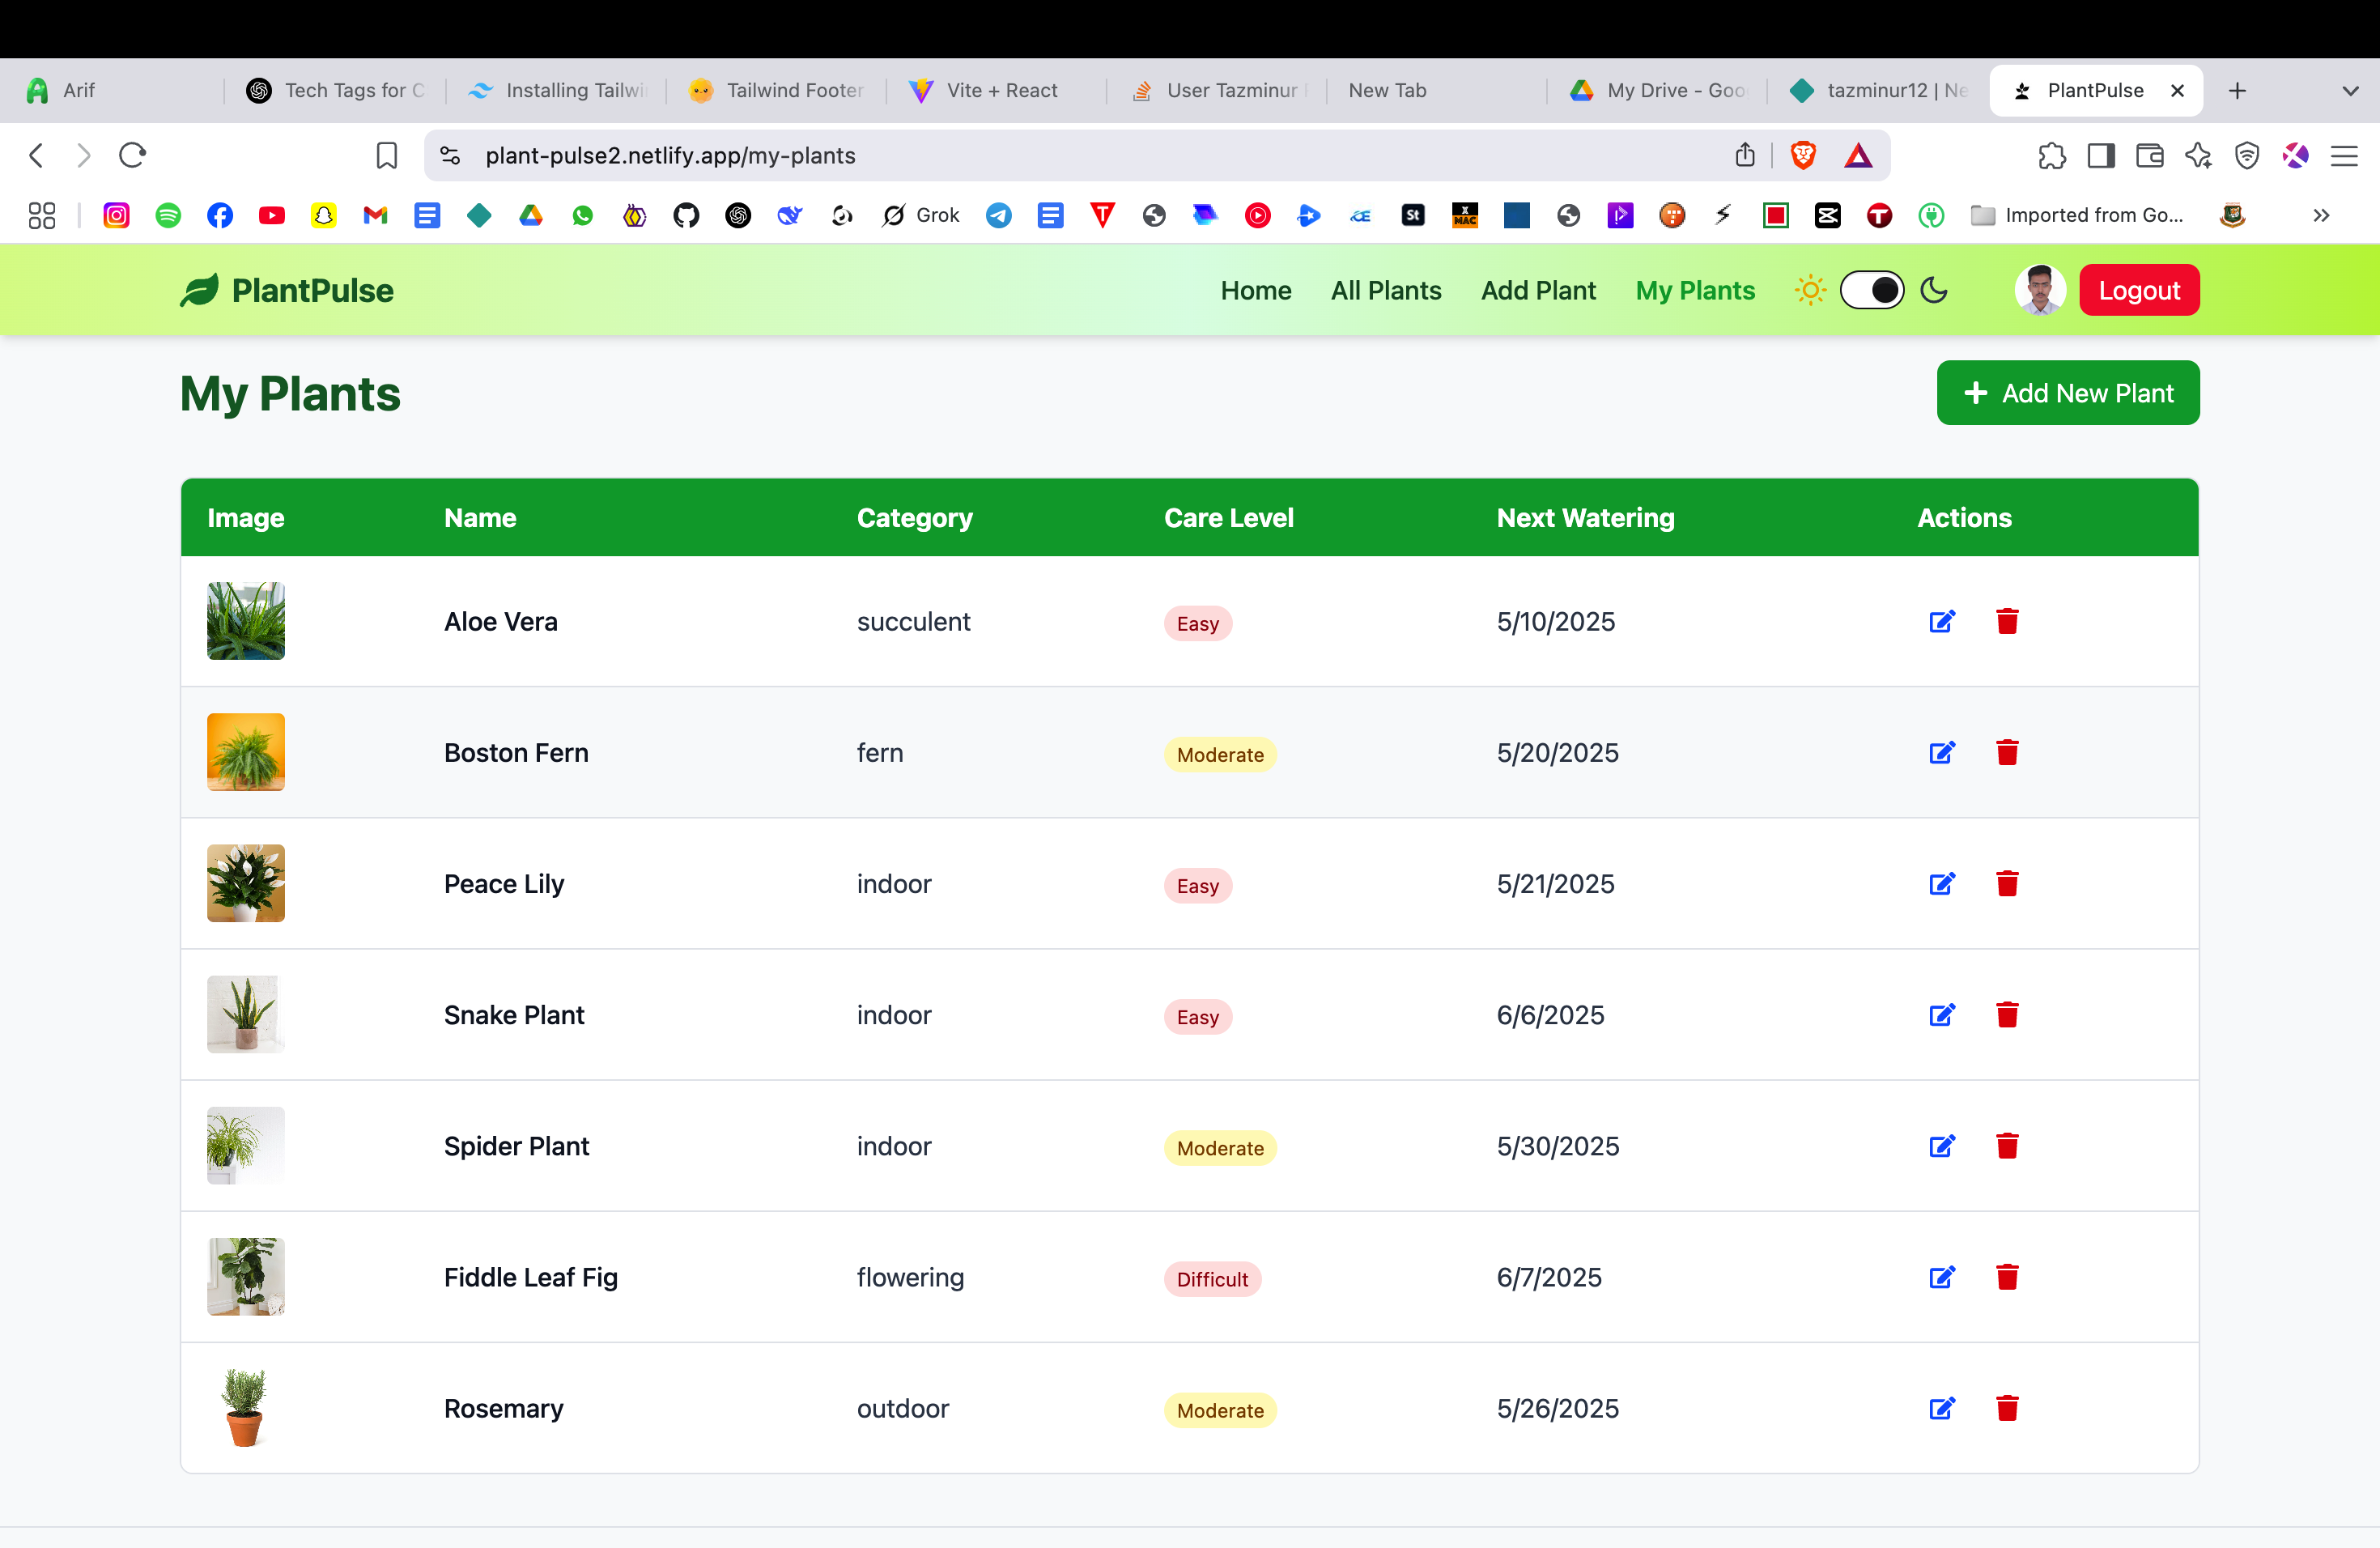 Arif Tech Tags for C Installing Tailwi Tailwind Footer Vite + React User Tazminur New Tab My Drive - Goo tazminur12 | Ne PlantPulse
plant-pulse2.netlify.app/my-plants
Grok St X MAC Imported from Go...
PlantPulse Home All Plants Add Plant My Plants Logout
My Plants Add New Plant
Image Name Category Care Level Next Watering Actions
Aloe Vera succulent Easy 5/10/2025
Boston Fern fern Moderate 5/20/2025
Peace Lily indoor Easy 5/21/2025
Snake Plant indoor Easy 6/6/2025
Spider Plant indoor Moderate 5/30/2025
Fiddle Leaf Fig flowering Difficult 6/7/2025
Rosemary outdoor Moderate 5/26/2025